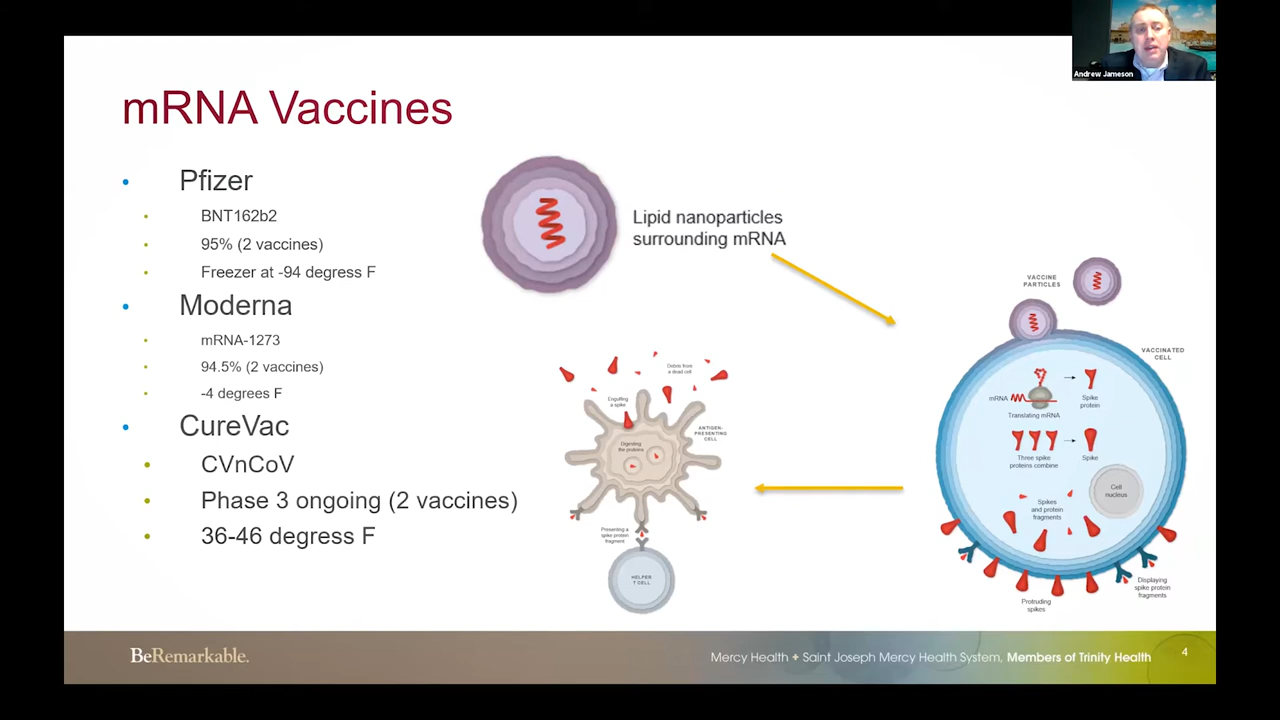 Andrew Jameson
mRNA Vaccines
• Pfizer
• BNT162b2
• 95% (2 vaccines)
• Freezer at -94 degress F
• Moderna
• mRNA-1273
• 94.5% (2 vaccines)
• -4 degrees F
• CureVac
• CVnCoV
• Phase 3 ongoing (2 vaccines)
• 36-46 degress F
Lipid nanoparticles
surrounding mRNA
VACCINE
PARTICLES
VACCINATED
CELL
mRNA
Spike
protein
Translating mRNA
Three spike
proteins combine
Spike
Cell
nucleus
Spikes
and protein
fragments
Displaying
spike protein
fragments
Protruding
spikes
Debris from
a dead cell
Engulfing
a spike
Digesting
the proteins
ANTIGEN-
PRESENTING
CELL
Presenting a
spike protein
fragment
HELPER
T CELL
BeRemarkable.
Mercy Health + Saint Joseph Mercy Health System, Members of Trinity Health
4